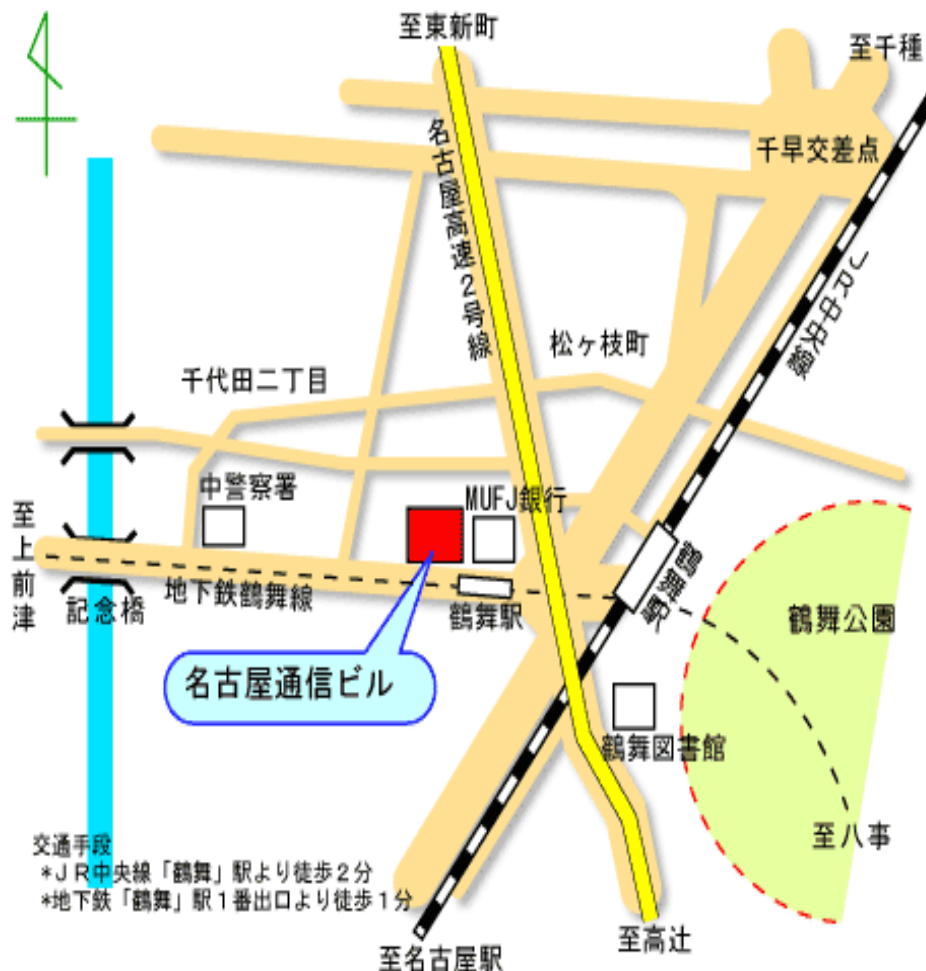 至東新町
至千種
千早交差点
名古屋高速２号線
ＪＲ中央線
松ヶ枝町
千代田二丁目
中警察署
MUFJ銀行
至上前津
記念橋
地下鉄鶴舞線
鶴舞駅
鶴舞駅
鶴舞公園
名古屋通信ビル
鶴舞図書館
至八事
交通手段
*ＪＲ中央線「鶴舞」駅より徒歩２分
*地下鉄「鶴舞」駅１番出口より徒歩１分
至高辻
至名古屋駅